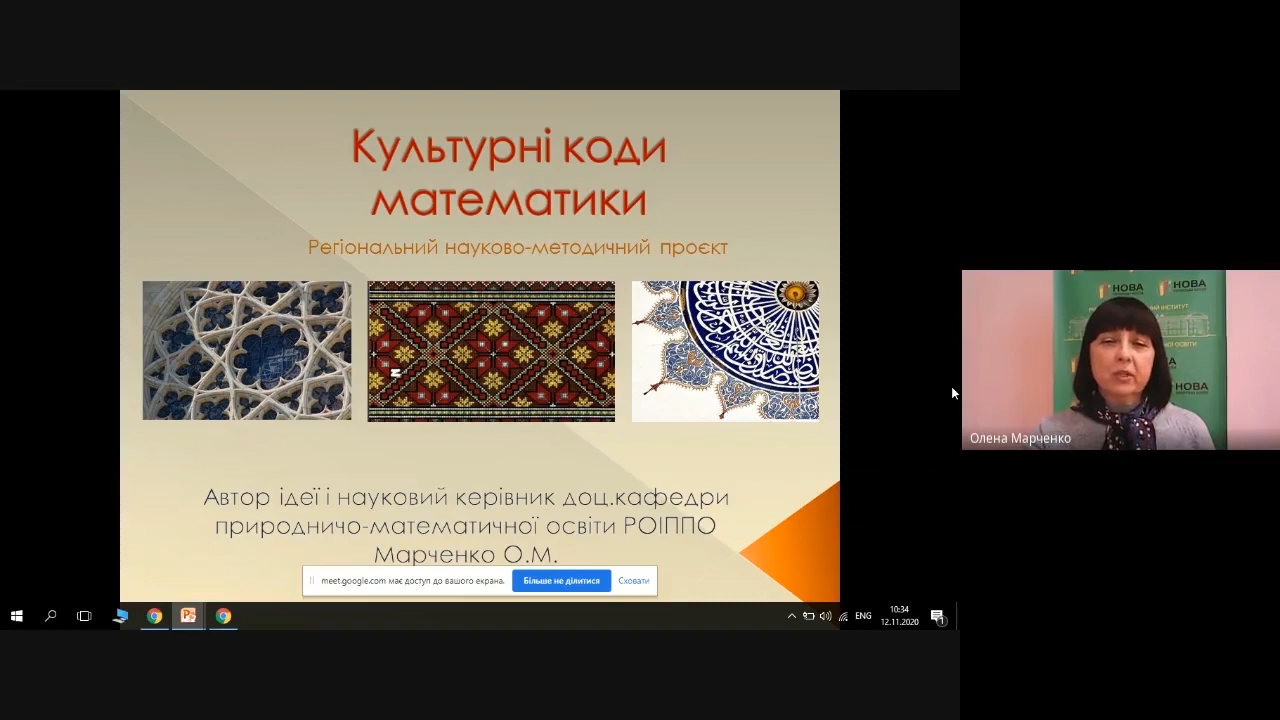 Культурні коди
математики
Регіональний науково-методичний проєкт
Автор ідеї і науковий керівник доц.кафедри
природничо-математичної освіти РОІППО
Марченко О.М.
meet.google.com має доступ до вашого екрана.
Більше не ділитися
Сховати
ENG
10:34
12.11.2020
1
НОВА
НОВА
НОВА
Олена Марченко